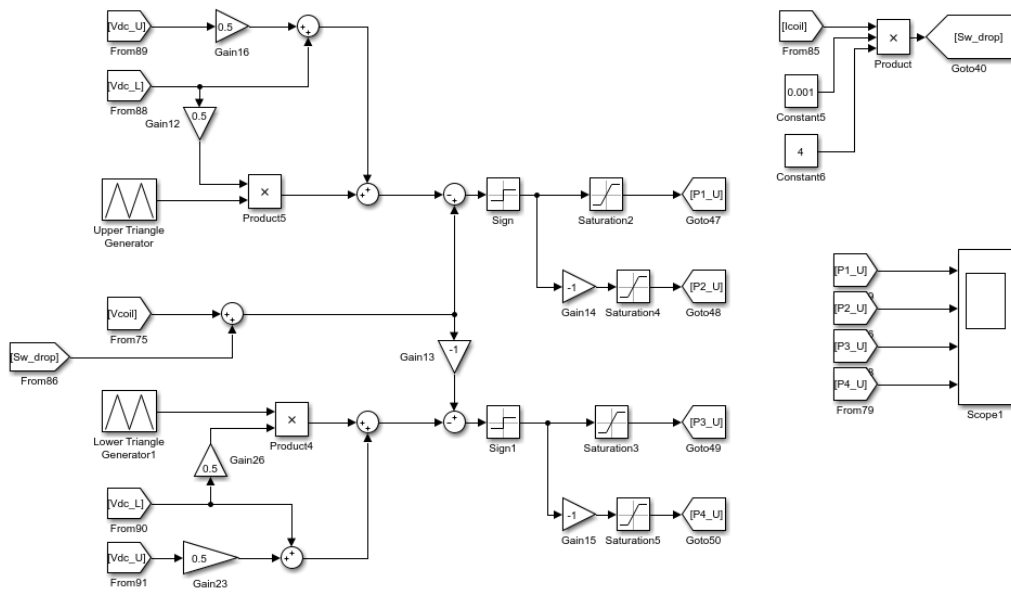 [Vdc_U]
From89
0.5
Gain16
+
+
[Vdc_L]
From88
0.5
Gain12
[Icoil]
From85
×
Product
[Sw_drop]
Goto40
0.001
Constant5
4
Constant6
Upper Triangle
Generator
×
Product5
+
+
-
+
Sign
Saturation2
[P1_U]
Goto47
-1
Gain14
Saturation4
[P2_U]
Goto48
[Vcoil]
From75
+
+
[Sw_drop]
From86
-1
Gain13
[P1_U]
[P2_U]
[P3_U]
[P4_U]
From79
Scope1
Lower Triangle
Generator1
×
Product4
+
+
-
+
Sign1
Saturation3
[P3_U]
Goto49
0.5
Gain26
[Vdc_L]
From90
-1
Gain15
Saturation5
[P4_U]
Goto50
[Vdc_U]
From91
0.5
Gain23
+
+